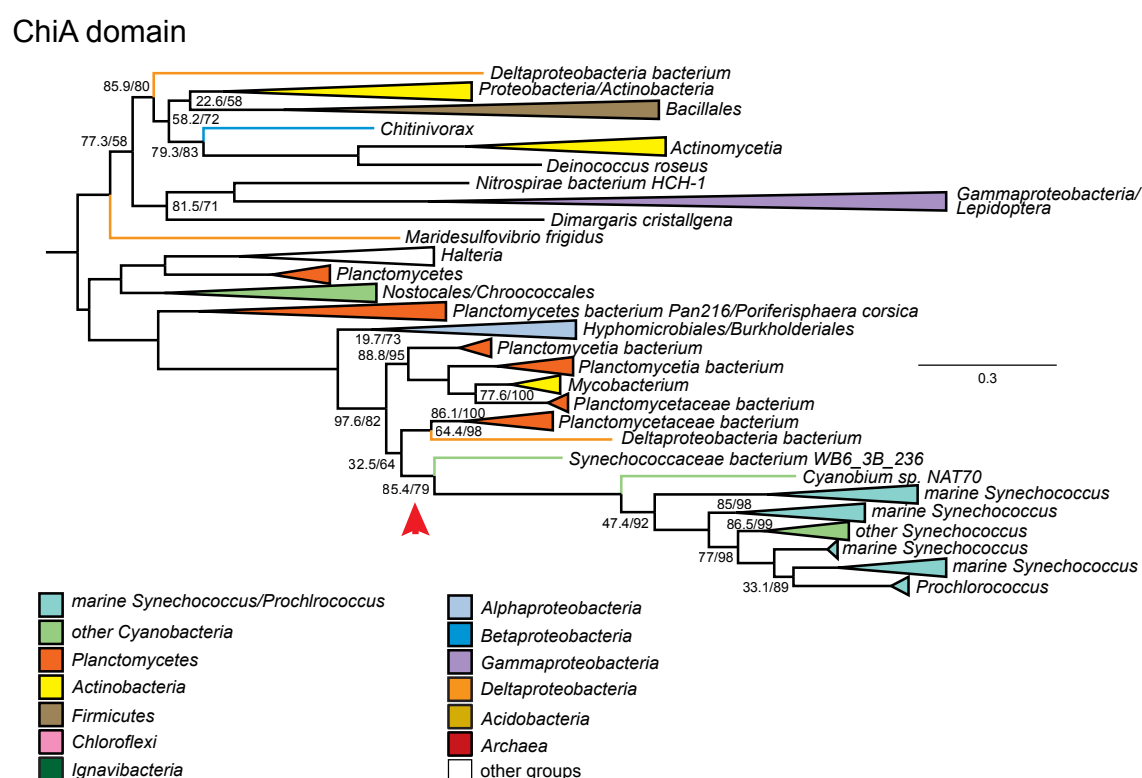 ChiA domain
Deltaproteobacteria bacterium
85.9/80
Proteobacteria/Actinobacteria
22.6/58
Bacillales
58.2/72
Chitinivorax
77.3/58
Actinomycetia
79.3/83
Deinococcus roseus
Nitrospirae bacterium HCH-1
Gammaproteobacteria/
Lepidoptera
81.5/71
Dimargaris cristallgena
Maridesulfovibrio frigidus
Halteria
Planctomycetes
Nostocales/Chroococcales
Planctomycetes bacterium Pan216/Poriferisphaera corsica
Hyphomicrobiales/Burkholderiales
19.7/73
Planctomycetia bacterium
88.8/95
Planctomycetia bacterium
0.3
Mycobacterium
77.6/100
Planctomycetaceae bacterium
86.1/100
Planctomycetaceae bacterium
97.6/82
64.4/98
Deltaproteobacteria bacterium
Synechococcaceae bacterium WB6_3B_236
32.5/64
Cyanobium sp. NAT70
85.4/79
marine Synechococcus
85/98
marine Synechococcus
47.4/92
86.5/99
other Synechococcus
marine Synechococcus
77/98
marine Synechococcus
33.1/89
Prochlorococcus
marine Synechococcus/Prochlrococcus
other Cyanobacteria
Planctomycetes
Actinobacteria
Firmicutes
Chloroflexi
Ignavibacteria
Alphaproteobacteria
Betaproteobacteria
Gammaproteobacteria
Deltaproteobacteria
Acidobacteria
Archaea
other groups